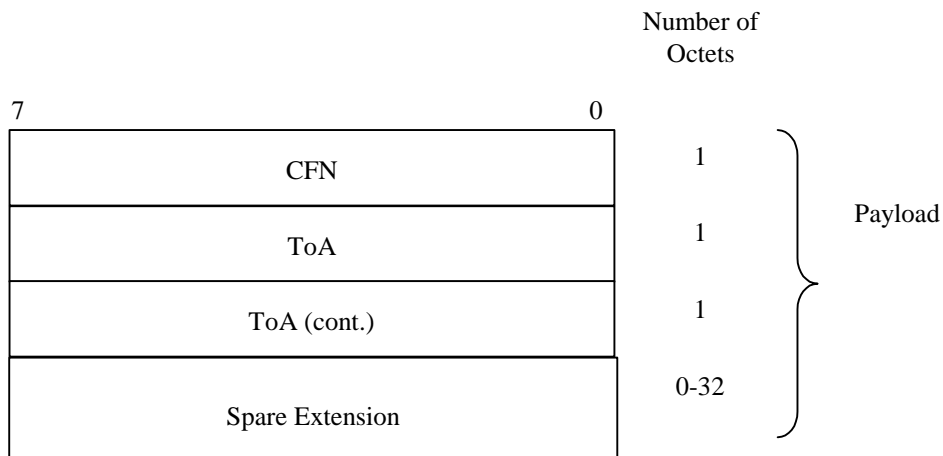 Number of
Octets
7 0
CFN 1
Payload
ToA 1
ToA (cont.) 1
Spare Extension 0-32